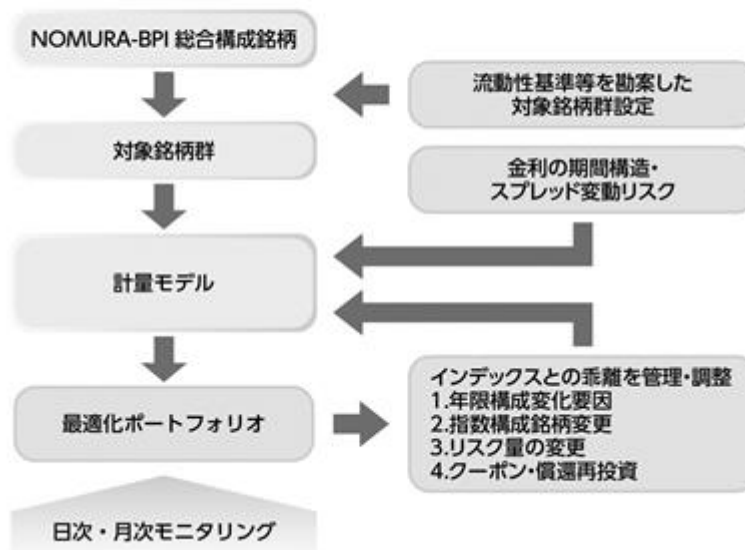 NOMURA-BPI 総合構成銘柄
流動性基準等を勘案した
対象銘柄群設定
対象銘柄群
金利の期間構造・
スプレッド変動リスク
計量モデル
最適化ポートフォリオ
インデックスとの乖離を管理・調整
1.年限構成変化要因
2.指数構成銘柄変更
3.リスク量の変更
4.クーポン・償還再投資
日次・月次モニタリング